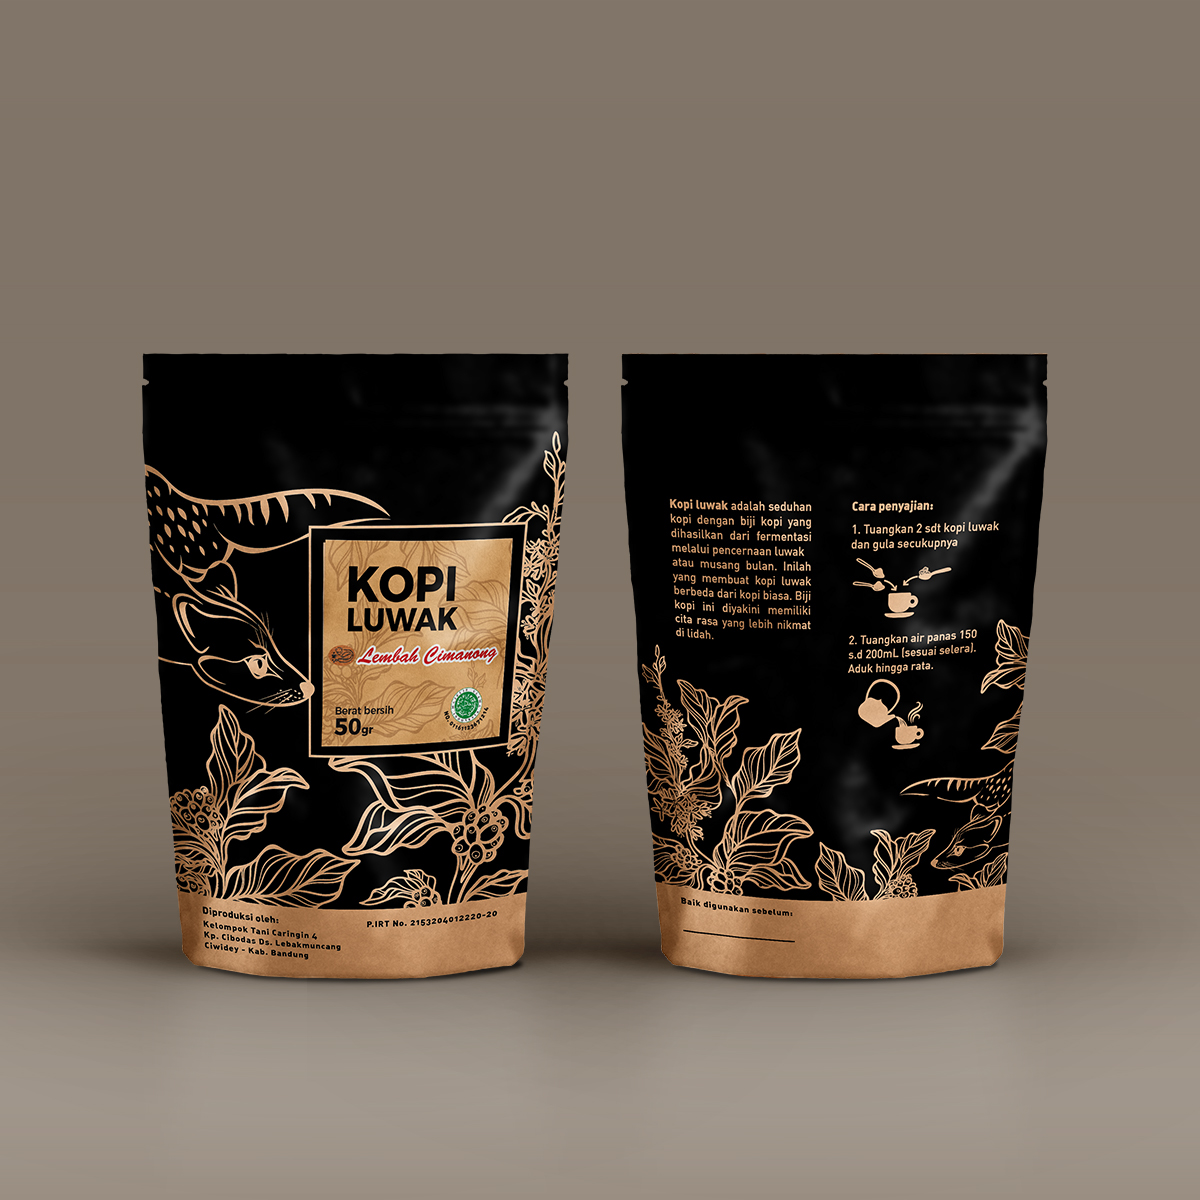 KOPI
LUWAK
Lembah Cimanong
Berat bersih
50gr
Diproduksi oleh:
Kelompok Tani Caringin 4
Kp. Cibodas Ds. Lebakmuncang
Ciwidey - Kab. Bandung
P.IRT No. 2153204012220-20
Kopi luwak adalah seduhan
kopi dengan biji kopi yang
dihasilkan dari fermentasi
melalui pencernaan luwak
atau musang bulan. Inilah
yang membuat kopi luwak
berbeda dari kopi biasa. Biji
kopi ini diyakini memiliki
cita rasa yang lebih nikmat
di lidah.
Cara penyajian:
1. Tuangkan 2 sdt kopi luwak
dan gula secukupnya
2. Tuangkan air panas 150
s.d 200mL (sesuai selera).
Aduk hingga rata.
Baik digunakan sebelum: